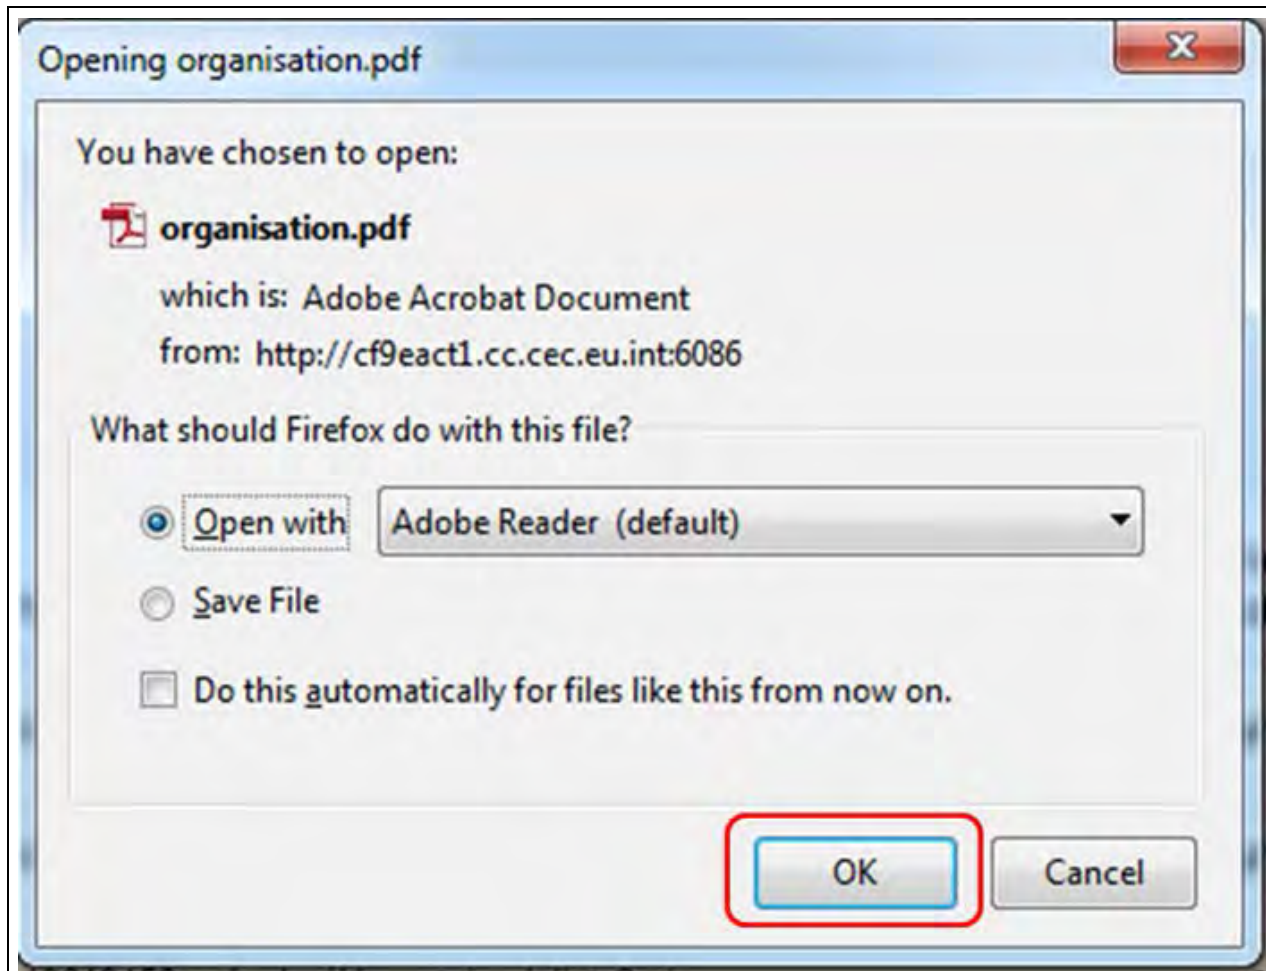 Opening organisation.pdf
You have chosen to open:
organisation.pdf
which is: Adobe Acrobat Document
from: http://cf9eact1.cc.cec.eu.int:6086
What should Firefox do with this file?
Open with Adobe Reader (default)
Save File
Do this automatically for files like this from now on.
OK Cancel